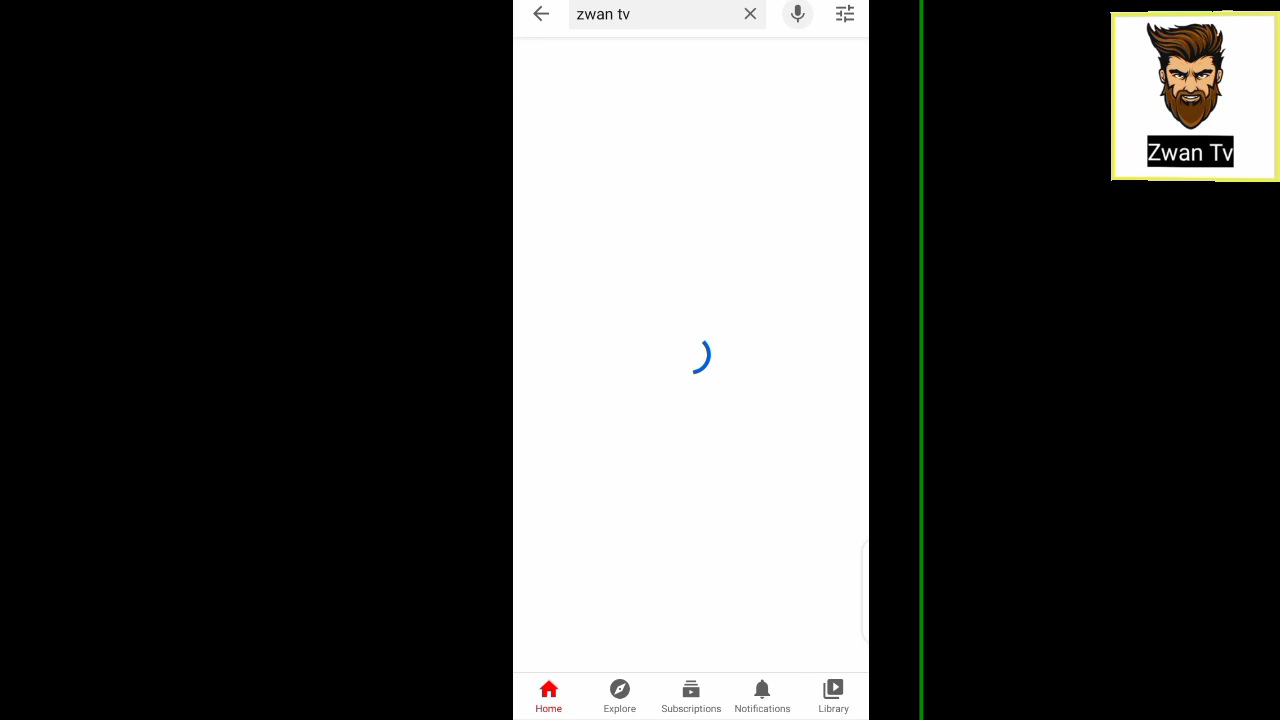 zwan tv
Zwan Tv
Home
Explore
Subscriptions
Notifications
Library